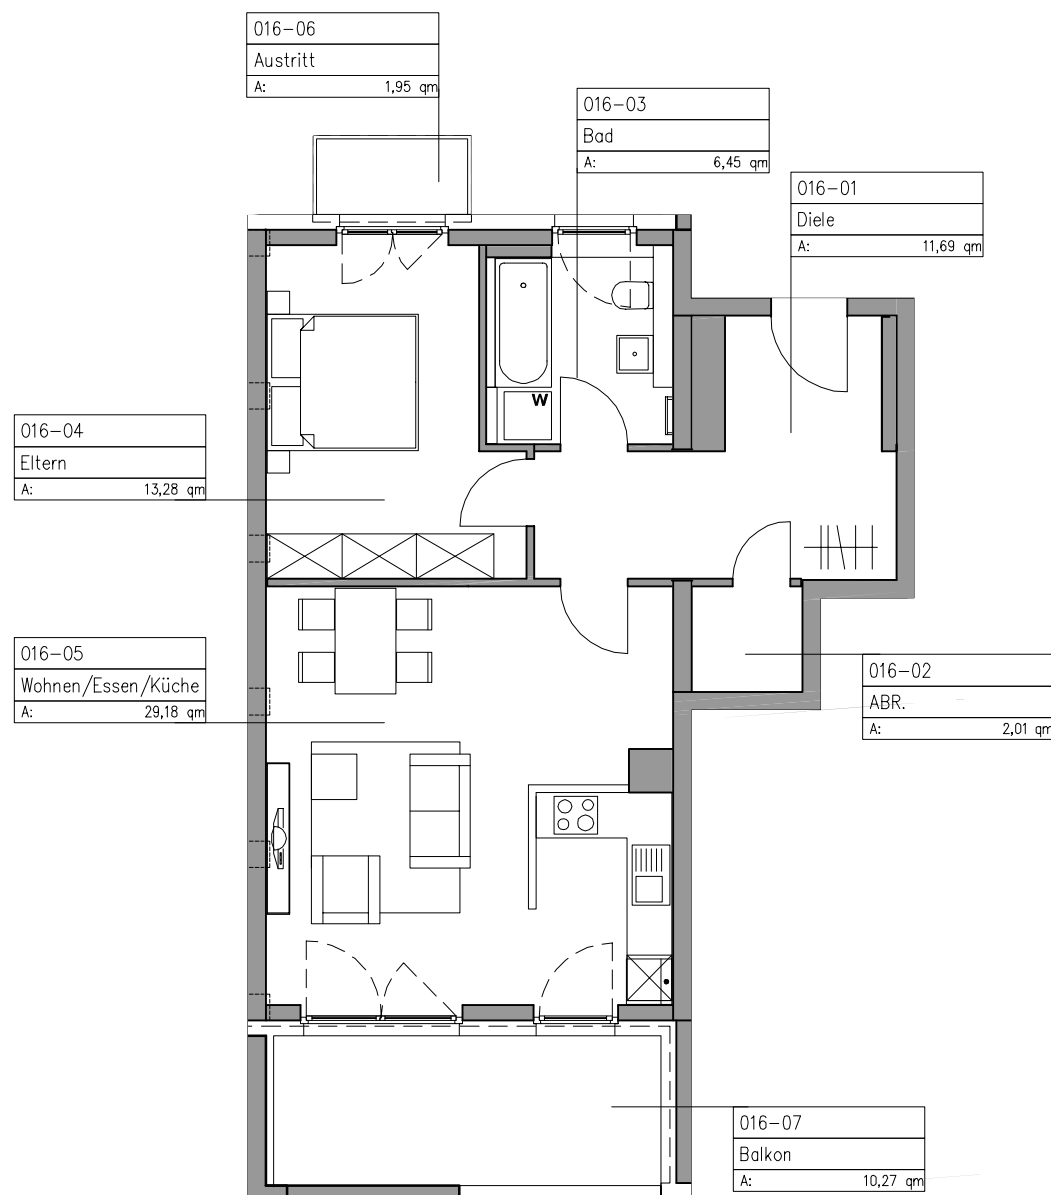 016-06
Austritt
A: 1,95 qm
016-03
Bad
A: 6,45 qm
016-01
Diele
A: 11,69 qm
W
016-04
Eltern
A: 13,28 qm
016-05
Wohnen/Essen/Küche
A: 29,18 qm
016-02
ABR.
A: 2,01 qm
016-07
Balkon
A: 10,27 qm